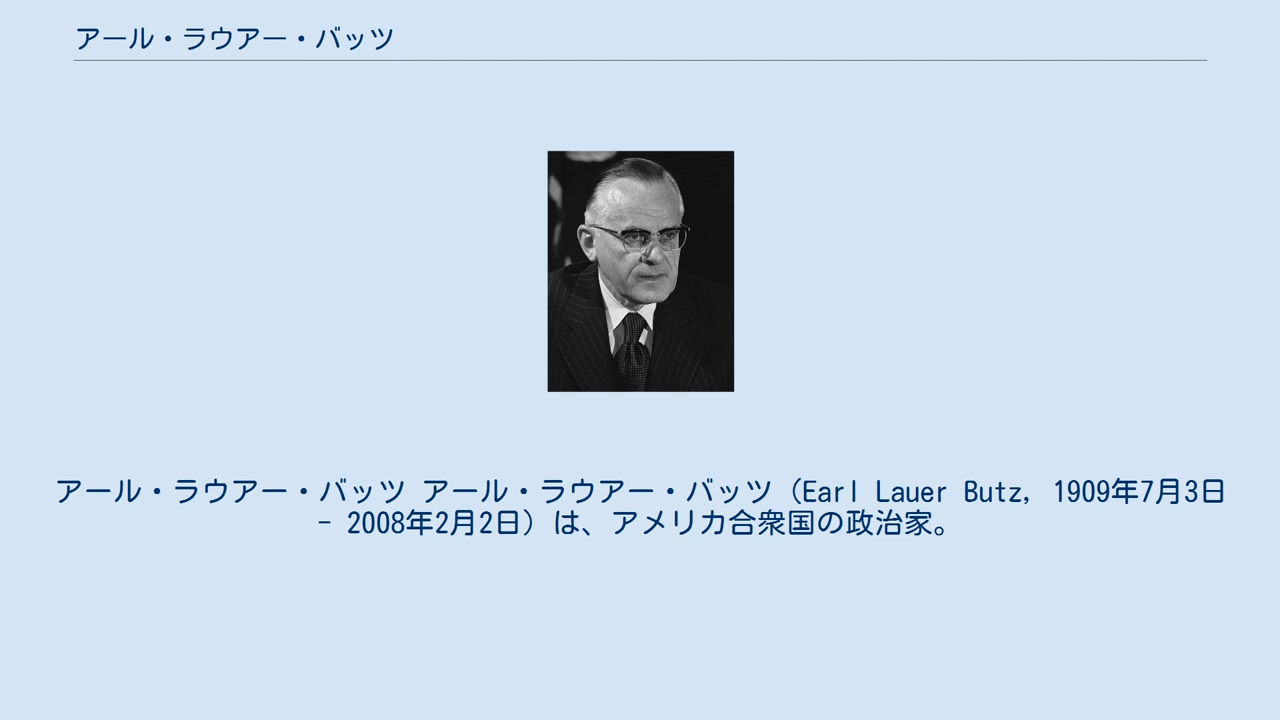 アール・ラウアー・バッツ
アール・ラウアー・バッツ アール・ラウアー・バッツ（Earl Lauer Butz, 1909年7月3日
- 2008年2月2日）は、アメリカ合衆国の政治家。